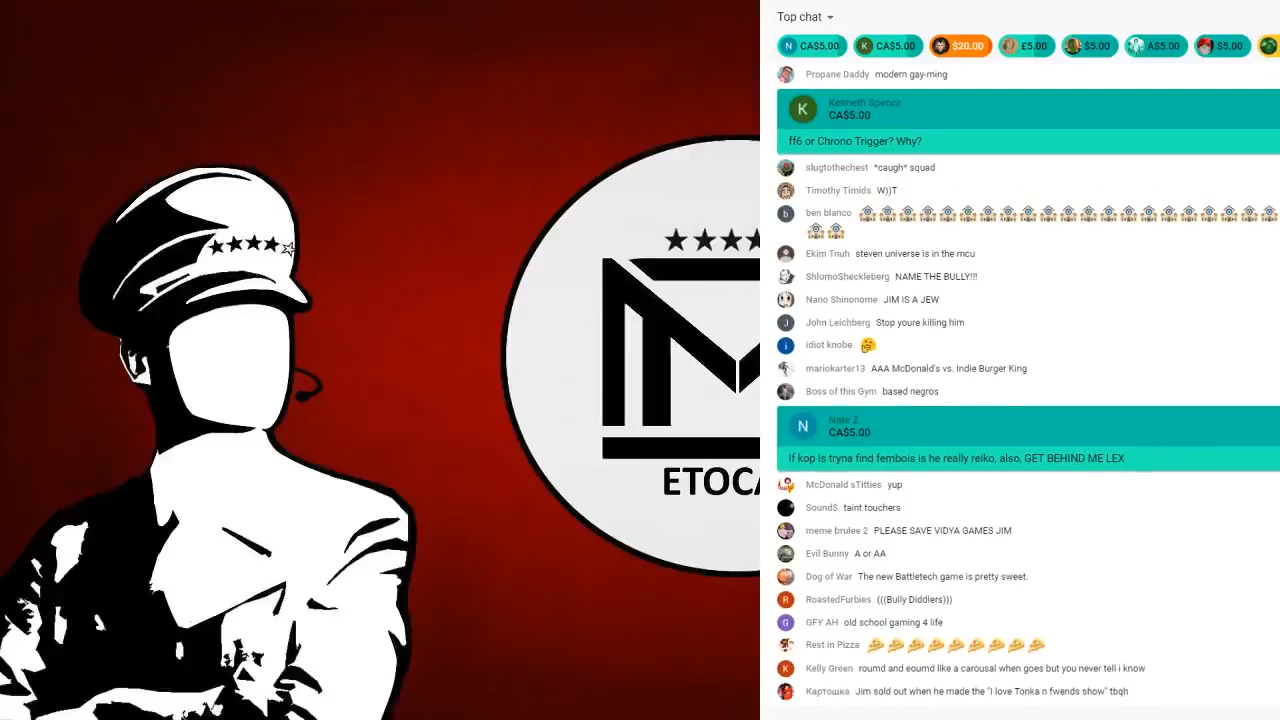 Top chat
N CA$5.00 K CA$5.00 $20.00 £5.00 $5.00 A$5.00 $5.00
Propane Daddy modern gay-ming
K Kenneth Spence
CA$5.00
ff6 or Chrono Trigger? Why?
slugtothechest *caugh* squad
Timothy Timids W))T
b ben blanco
Ekim Tnuh steven universe is in the mcu
ShlomoSheckleberg NAME THE BULLY!!!
Nano Shinonome JIM IS A JEW
J John Leichberg Stop youre killing him
i idiot knobe
mariokarter13 AAA McDonald's vs. Indie Burger King
Boss of this Gym based negros
N Nate Z
CA$5.00
If kop is tryna find fembois is he really reiko, also, GET BEHIND ME LEX
McDonald sTitties yup
Sound$ taint touchers
meme brulee 2 PLEASE SAVE VIDYA GAMES JIM
Evil Bunny A or AA
Dog of War The new Battletech game is pretty sweet.
R RoastedFurbies (((Bully Diddlers)))
G GFY AH old school gaming 4 life
Rest in Pizza
K Kelly Green roumd and eoumd like a carousal when goes but you never tell i know
Картошка Jim sold out when he made the "I love Tonka n fwends show" tbqh
M
ETOCA